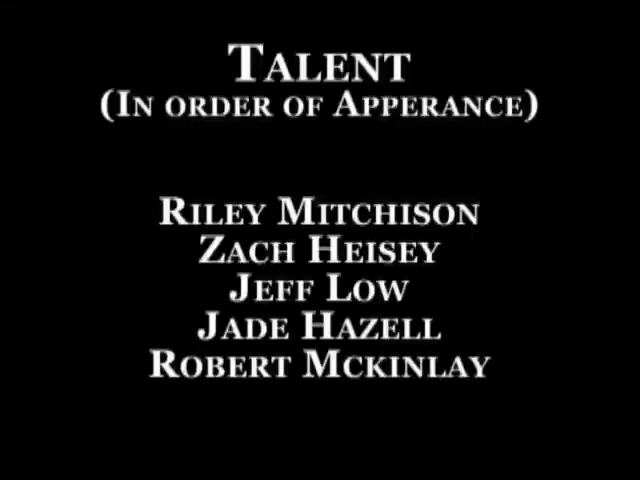 Talent
(In order of Apperance)
Riley Mitchison
Zach Heisey
Jeff Low
Jade Hazell
Robert Mckinlay